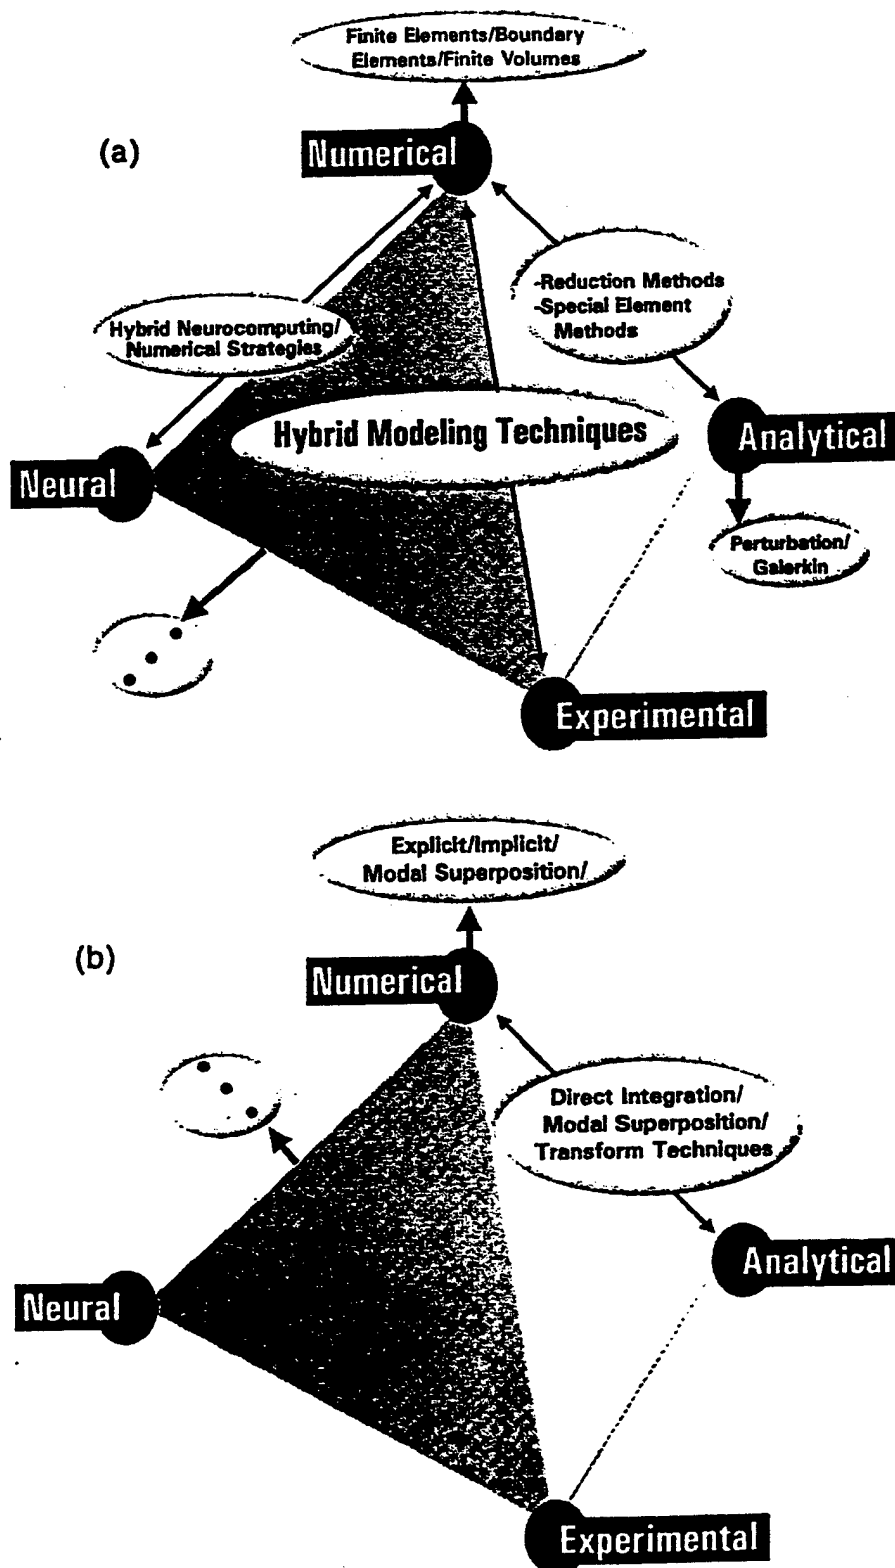 Finite Elements/Boundary
Elements/Finite Volumes
(a)
Numerical
-Reduction Methods
-Special Element
Methods
Hybrid Neurocomputing/
Numerical Strategies
Hybrid Modeling Techniques
Analytical
Neural
Perturbation/
Galerkin
Experimental
Explicit/Implicit/
Modal Superposition/
(b)
Numerical
Direct Integration/
Modal Superposition/
Transform Techniques
Analytical
Neural
Experimental